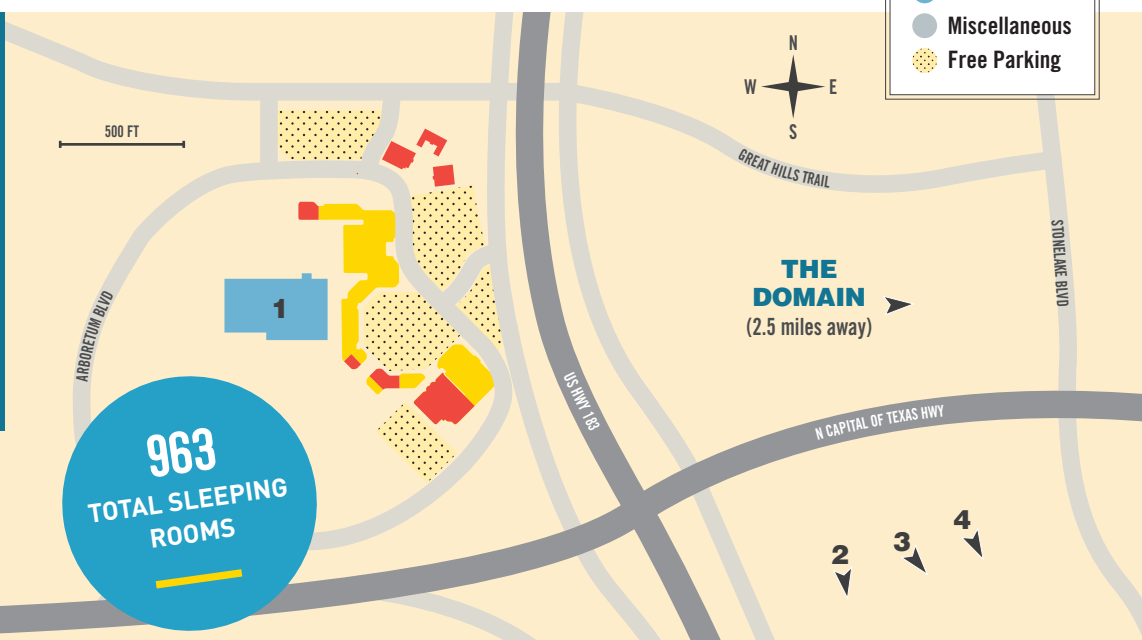 Miscellaneous
Free Parking
N
W
E
S
500 FT
GREAT HILLS TRAIL
STONELAKE BLVD
THE
DOMAIN
(2.5 miles away)
1
ARBORETUM BLVD
US HWY 183
N CAPITAL OF TEXAS HWY
963
TOTAL SLEEPING
ROOMS
2
3
4